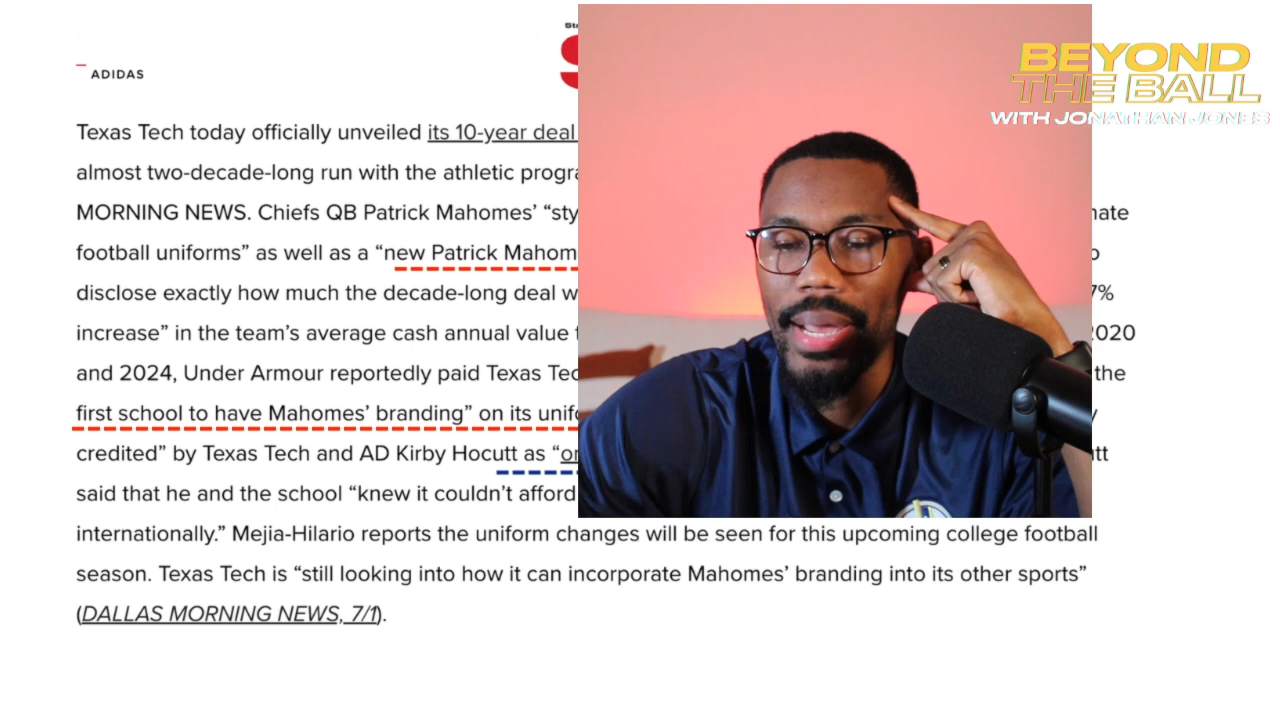 ADIDAS
BEYOND
THE BALL
WITH JONATHAN JONES
Texas Tech today officially unveiled its 10-year deal
almost two-decade-long run with the athletic
MORNING NEWS. Chiefs QB Patrick Mahomes’
football uniforms” as well as a “new Patrick
disclose exactly how much the decade-long deal 7%
increase” in the team’s average cash annual value 2020
and 2024, Under Armour reportedly paid Texas the
first school to have Mahomes’ branding” on its
credited” by Texas Tech and AD Kirby Hocutt as
said that he and the school “knew it couldn’t afford
internationally.” Mejia-Hilario reports the uniform changes will be seen for this upcoming college football
season. Texas Tech is “still looking into how it can incorporate Mahomes’ branding into its other sports”
(DALLAS MORNING NEWS, 7/1).